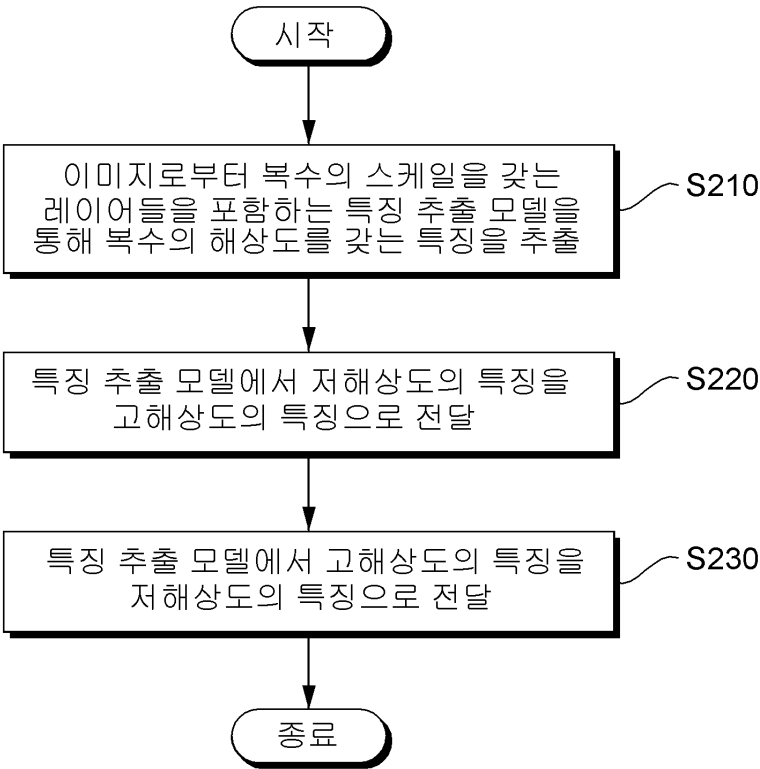 시작
이미지로부터 복수의 스케일을 갖는
레이어들을 포함하는 특징 추출 모델을
통해 복수의 해상도를 갖는 특징을 추출
S210
특징 추출 모델에서 저해상도의 특징을
고해상도의 특징으로 전달
S220
특징 추출 모델에서 고해상도의 특징을
저해상도의 특징으로 전달
S230
종료